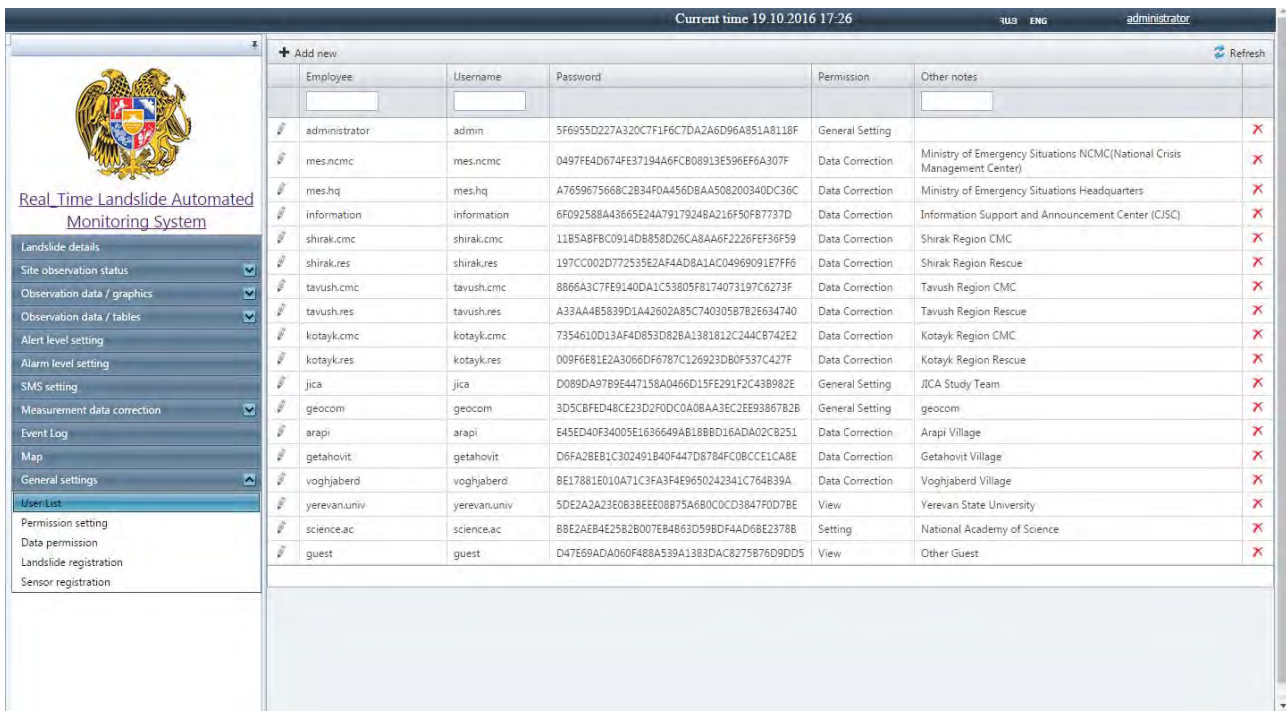 Current time 19.10.2016 17:26
ՀԱՅ ENG
administrator
Real_Time Landslide Automated
Monitoring System
Landslide details
Site observation status
Observation data / graphics
Observation data / tables
Alert level setting
Alarm level setting
SMS setting
Measurement data correction
Event Log
Map
General settings
User List
Permission setting
Data permission
Landslide registration
Sensor registration
Add new
Refresh
Employee Username Password Permission Other notes
administrator admin 5F6955D227A320C7F1F6C7DA2A6D96A851A8118F General Setting
mes.ncmc mes.ncmc 0497FE4D674FE37194A6FCB08913E596EF6A307F Data Correction Ministry of Emergency Situations NCMC(National Crisis
Management Center)
mes.hq mes.hq A7659675668C2B34F0A456DBAA508200340DC36C Data Correction Ministry of Emergency Situations Headquarters
information information 6F092588A43665E24A7917924BA216F50FB7737D Data Correction Information Support and Announcement Center (CJSC)
shirak.cmc shirak.cmc 11B5ABFBC0914DB858D26CA8AA6F2226FEF36F59 Data Correction Shirak Region CMC
shirak.res shirak.res 197CC002D772535E2AF4AD8A1AC04969091E7FF6 Data Correction Shirak Region Rescue
tavush.cmc tavush.cmc 8866A3C7FE9140DA1C53805F8174073197C6273F Data Correction Tavush Region CMC
tavush.res tavush.res A33AA4B5839D1A42602A85C740305B7B2E634740 Data Correction Tavush Region Rescue
kotayk.cmc kotayk.cmc 7354610D13AF4D853D82BA1381812C244CB742E2 Data Correction Kotayk Region CMC
kotayk.res kotayk.res 009F6E81E2A3066DF6787C126923DB0F537C427F Data Correction Kotayk Region Rescue
jica jica D089DA97B9E447158A0466D15FE291F2C43B982E General Setting JICA Study Team
geocom geocom 3D5CBFED48CE23D2F0DC0A0BAA3EC2EE93867B2B General Setting geocom
arapi arapi E45ED40F34005E1636649AB18BBD16ADA02CB251 Data Correction Arapi Village
getahovit getahovit D6FA2BEB1C302491B40F447D8784FC0BCCE1CA8E Data Correction Getahovit Village
voghjaberd voghjaberd BE17881E010A71C3FA3F4E9650242341C764B39A Data Correction Voghjaberd Village
yerevan.univ yerevan.univ 5DE2A2A23E0B3BEEE08B75A6B0C0CD3847F0D7BE View Yerevan State University
science.ac science.ac BBE2AEB4E25B2B007EB4B63D59BDF4AD6BE2378B Setting National Academy of Science
guest guest D47E69ADA060F488A539A1383DAC8275B76D9DD5 View Other Guest